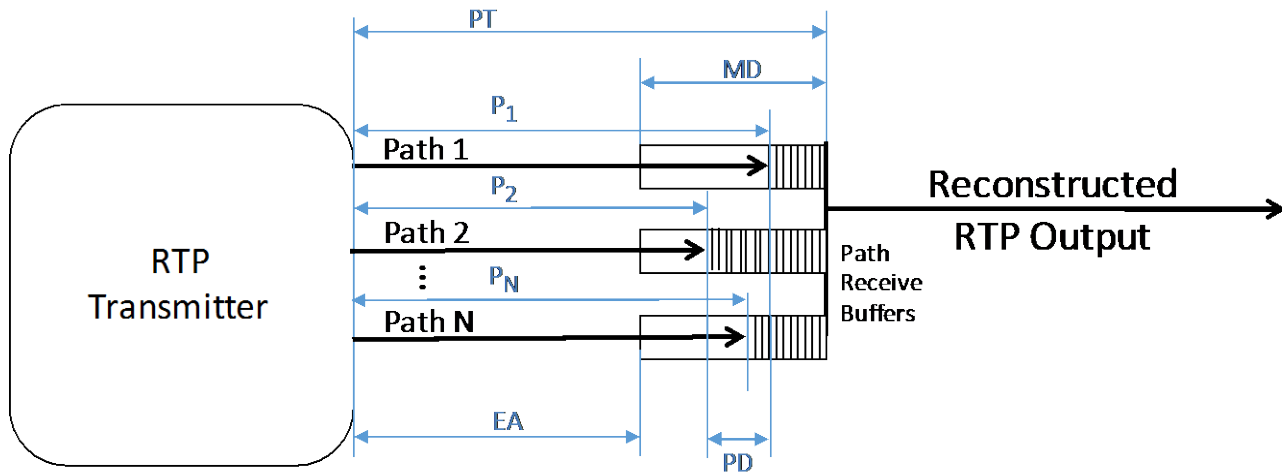 PT
MD
P1
Path 1
P2
Path 2
⋮
PN
Path N
EA
PD
RTP
Transmitter
Path
Receive
Buffers
Reconstructed
RTP Output